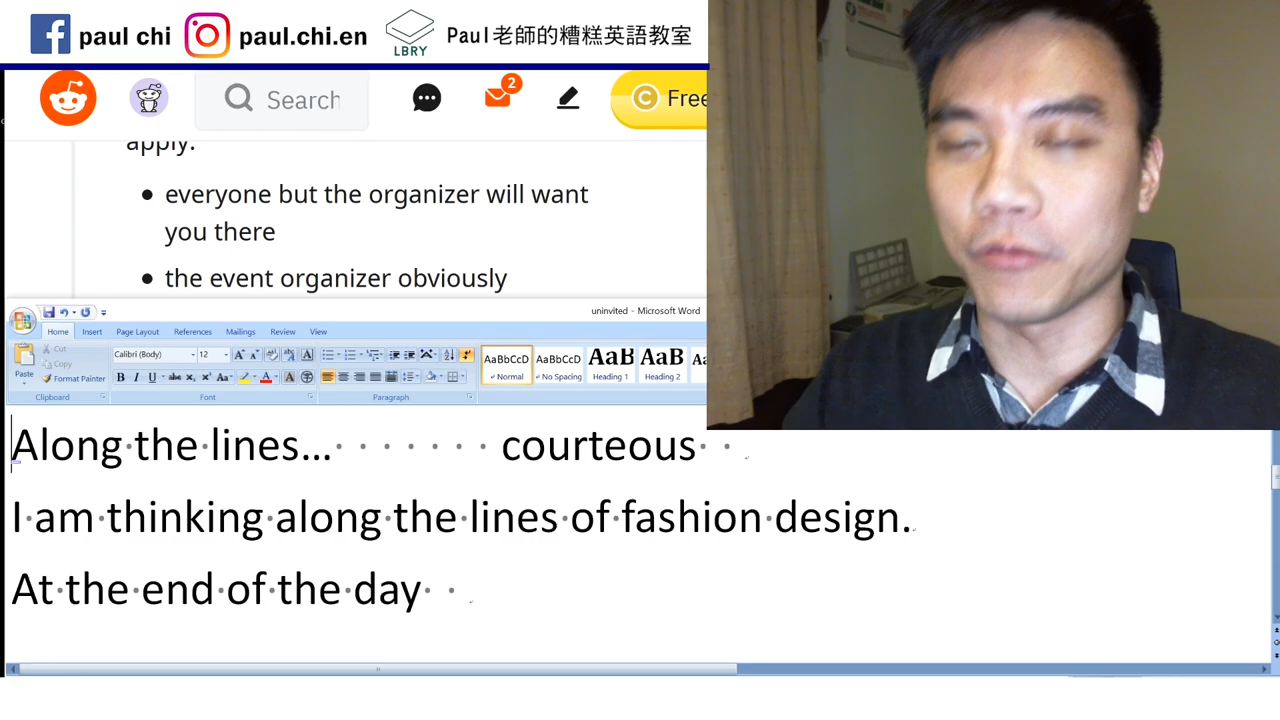 paul chi paul.chi.en LBRY Paul老師的糟糕英語教室
Search 2 Free
apply:
everyone but the organizer will want
you there
the event organizer obviously
uninvited - Microsoft Word
Home Insert Page Layout References Mailings Review View
Paste Cut Copy Format Painter
Calibri (Body) 12
AaBbCcD AaBbCcD AaB AaB
Normal No Spacing Heading 1 Heading 2
Clipboard Font Paragraph
Along the lines... courteous
I am thinking along the lines of fashion design.
At the end of the day